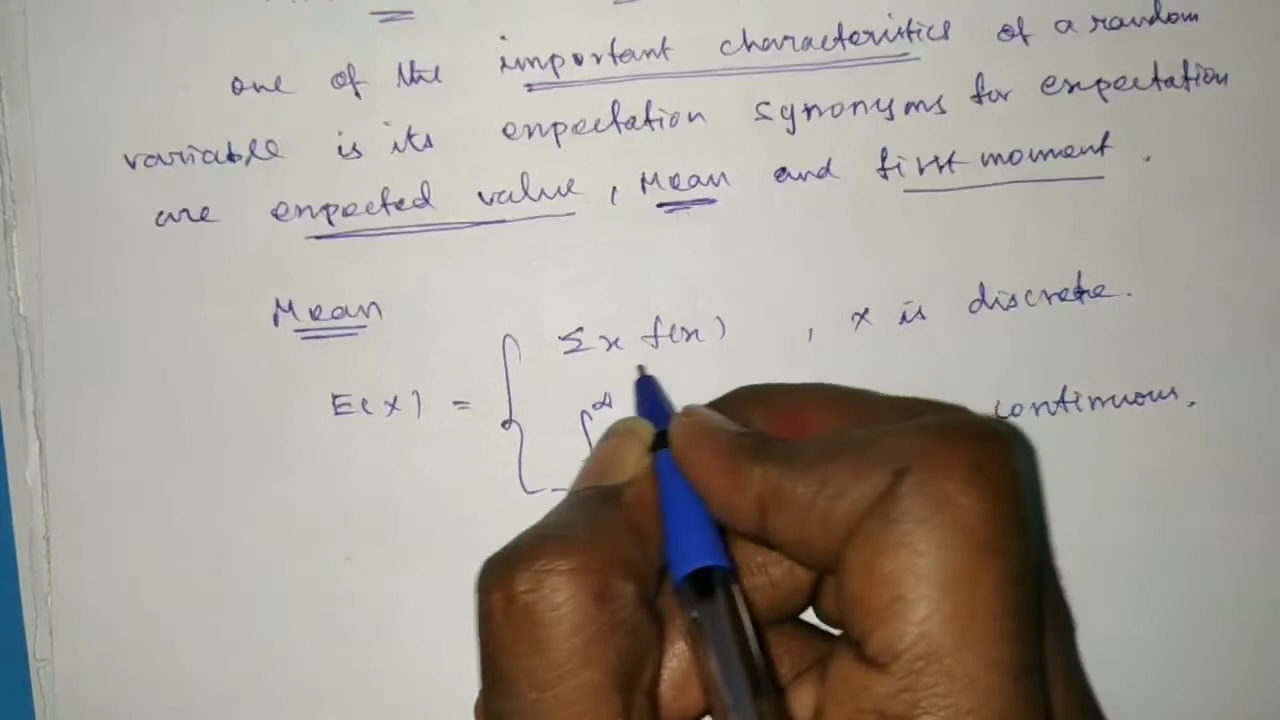 one of the important characteristics of a random
variable is its expectation synonyms for expectation
are expected value, Mean and first moment.
Mean
Σx f(x) , x is discrete.
E(X) = { ∫ ∞ continuous.